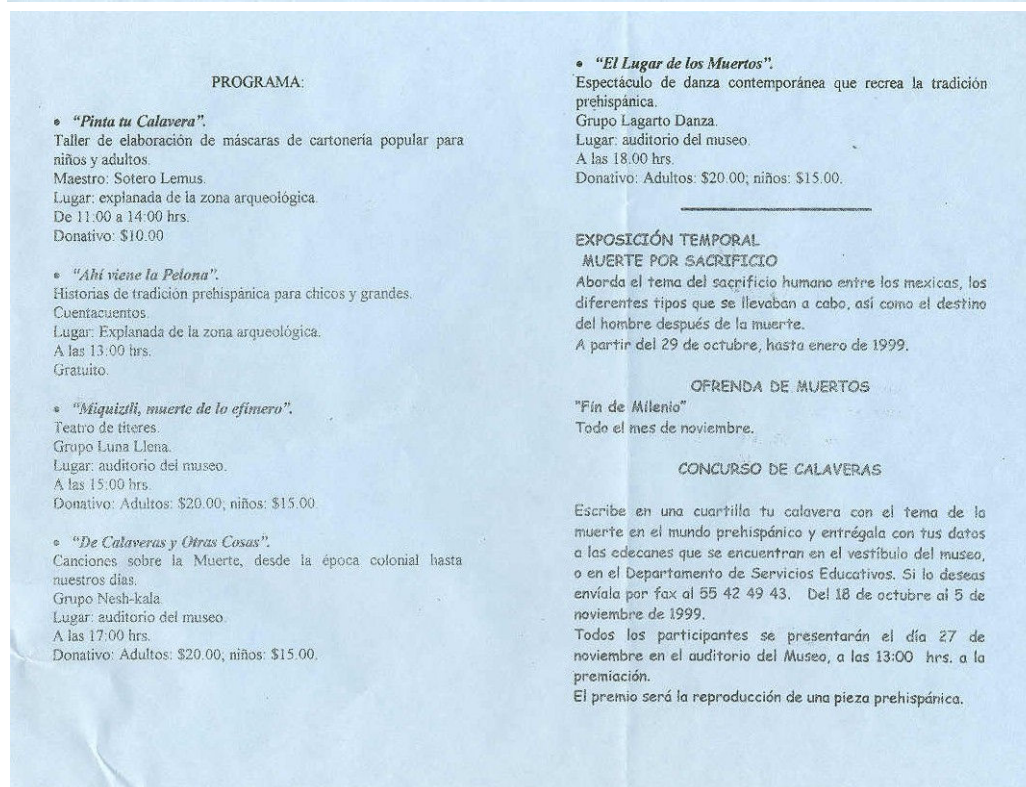 PROGRAMA:
• "Pinta tu Calavera".
Taller de elaboración de máscaras de cartonería popular para
niños y adultos.
Maestro: Sotero Lemus.
Lugar: explanada de la zona arqueológica.
De 11:00 a 14:00 hrs.
Donativo: $10.00
• "Ahí viene la Pelona".
Historias de tradición prehispánica para chicos y grandes.
Cuentacuentos.
Lugar: Explanada de la zona arqueológica.
A las 13:00 hrs.
Gratuito.
• "Miquiztli, muerte de lo efímero".
Teatro de títeres.
Grupo Luna Llena.
Lugar: auditorio del museo.
A las 15:00 hrs.
Donativo: Adultos: $20.00; niños: $15.00
• "De Calaveras y Otras Cosas".
Canciones sobre la Muerte, desde la época colonial hasta
nuestros días.
Grupo Nesh-kala.
Lugar: auditorio del museo.
A las 17:00 hrs.
Donativo: Adultos: $20.00; niños: $15.00.
• "El Lugar de los Muertos".
Espectáculo de danza contemporánea que recrea la tradición
prehispánica.
Grupo Lagarto Danza.
Lugar: auditorio del museo.
A las 18:00 hrs.
Donativo: Adultos: $20.00; niños: $15.00.
EXPOSICIÓN TEMPORAL
MUERTE POR SACRIFICIO
Aborda el tema del sacrificio humano entre los mexicas, los
diferentes tipos que se llevaban a cabo, así como el destino
del hombre después de la muerte.
A partir del 29 de octubre, hasta enero de 1999.
OFRENDA DE MUERTOS
"Fin de Milenio"
Todo el mes de noviembre.
CONCURSO DE CALAVERAS
Escribe en una cuartilla tu calavera con el tema de la
muerte en el mundo prehispánico y entrégala con tus datos
a las edecanes que se encuentran en el vestíbulo del museo,
o en el Departamento de Servicios Educativos. Si lo deseas
envíala por fax al 55 42 49 43. Del 18 de octubre al 5 de
noviembre de 1999.
Todos los participantes se presentarán el día 27 de
noviembre en el auditorio del Museo, a las 13:00 hrs. a la
premiación.
El premio será la reproducción de una pieza prehispánica.